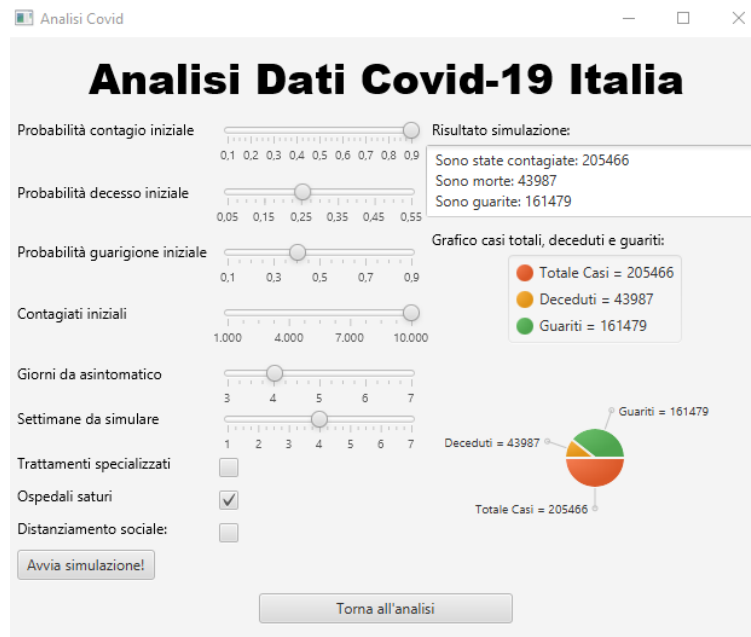 Analisi Covid
Analisi Dati Covid-19 Italia
Probabilità contagio iniziale
0,1 0,2 0,3 0,4 0,5 0,6 0,7 0,8 0,9
Probabilità decesso iniziale
0,05 0,15 0,25 0,35 0,45 0,55
Probabilità guarigione iniziale
0,1 0,3 0,5 0,7 0,9
Contagiati iniziali
1.000 4.000 7.000 10.000
Giorni da asintomatico
3 4 5 6 7
Settimane da simulare
1 2 3 4 5 6 7
Trattamenti specializzati
Ospedali saturi
Distanziamento sociale:
Avvia simulazione!
Risultato simulazione:
Sono state contagiate: 205466
Sono morte: 43987
Sono guarite: 161479
Grafico casi totali, deceduti e guariti:
Totale Casi = 205466
Deceduti = 43987
Guariti = 161479
Guariti = 161479
Deceduti = 43987
Totale Casi = 205466
Torna all'analisi